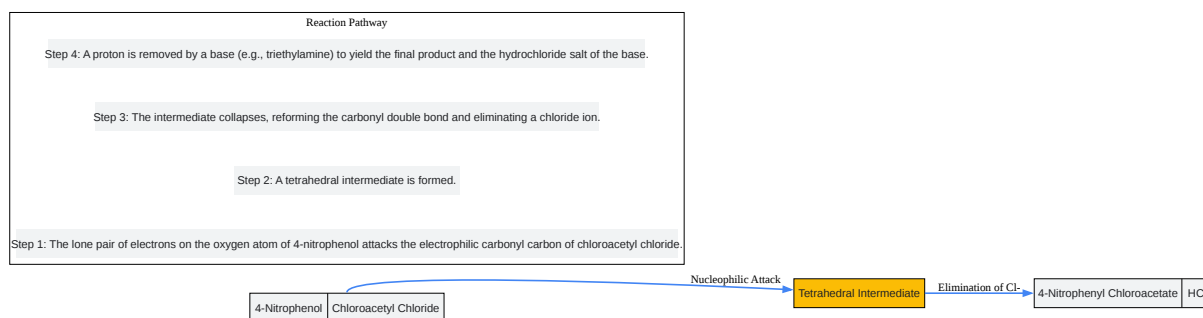 Reaction Pathway
Step 4: A proton is removed by a base (e.g., triethylamine) to yield the final product and the hydrochloride salt of the base.
Step 3: The intermediate collapses, reforming the carbonyl double bond and eliminating a chloride ion.
Step 2: A tetrahedral intermediate is formed.
Step 1: The lone pair of electrons on the oxygen atom of 4-nitrophenol attacks the electrophilic carbonyl carbon of chloroacetyl chloride.
Nucleophilic Attack
Elimination of Cl-
4-Nitrophenol
Chloroacetyl Chloride
Tetrahedral Intermediate
4-Nitrophenyl Chloroacetate